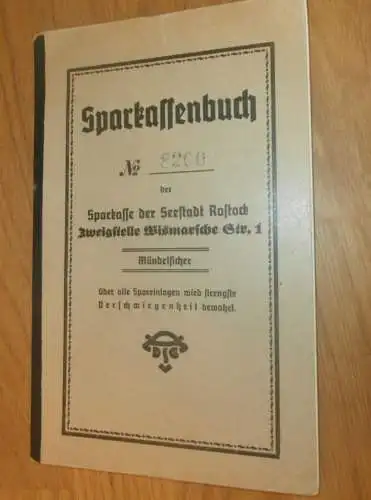 Sparkassenbuch
№ 8200
der
Sparkasse der Seestadt Rostock
Zweigstelle Wismarsche Str. 1
Mündelsicher
Über alle Spareinlagen wird strengste
Verschwiegenheit bewahrt.